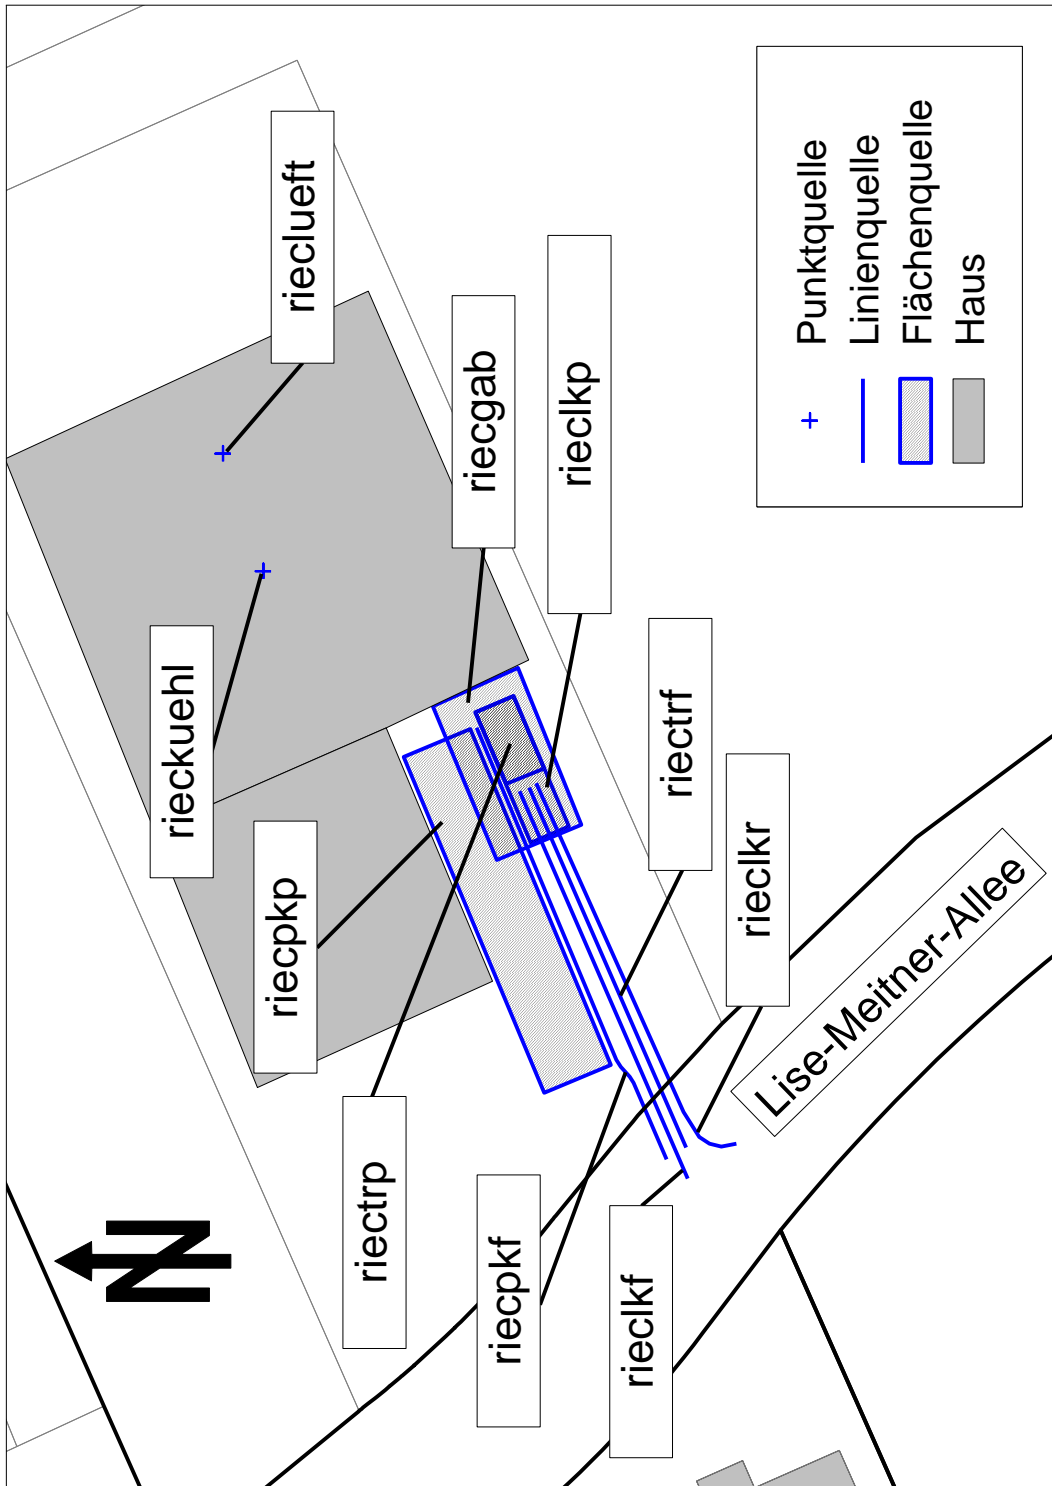 rieclueft
riecgab
rieclkp
rieckuehl
riecpkp
riectrf
rieclkr
riectrp
riecpkf
rieclkf
Lise-Meitner-Allee
Punktquelle
Linienquelle
Flächenquelle
Haus
N